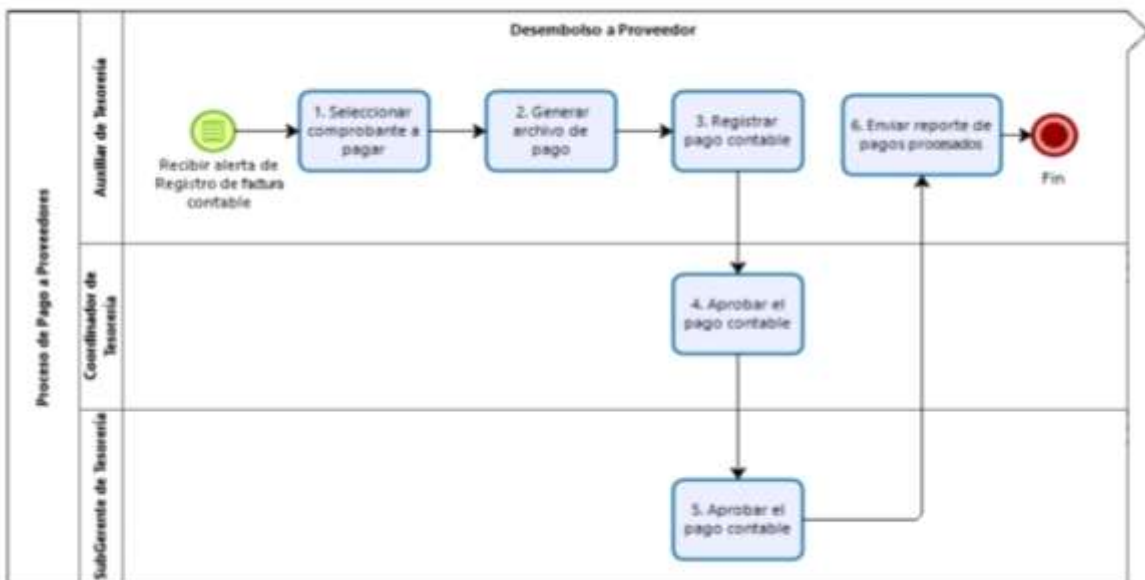 Desembolso a Proveedor
Proceso de Pago a Proveedores
Auxiliar de Tesorería
Recibir alerta de
Registro de factura
contable
1. Seleccionar
comprobante a
pagar
2. Generar
archivo de
pago
3. Registrar
pago contable
6. Enviar reporte de
pagos procesados
Fin
Coordinador de
Tesorería
4. Aprobar el
pago contable
SubGerente de Tesorería
5. Aprobar el
pago contable